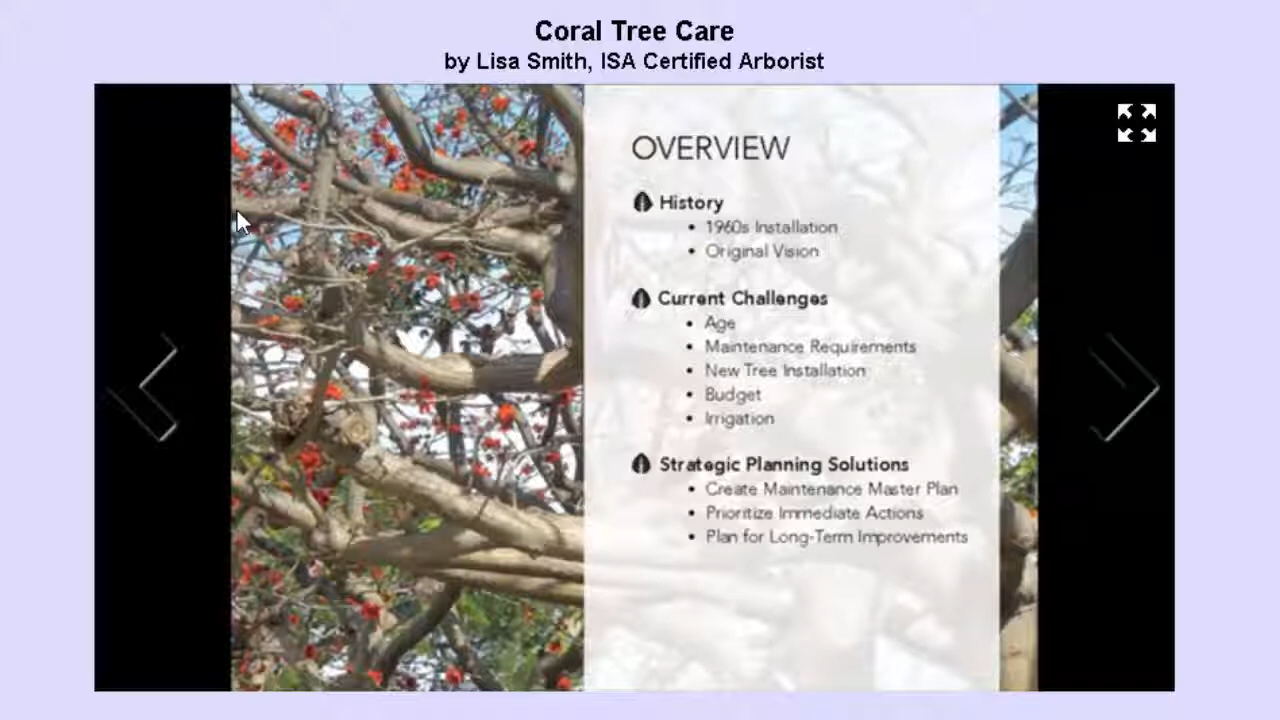 Coral Tree Care
by Lisa Smith, ISA Certified Arborist
OVERVIEW
History
• 1960s Installation
• Original Vision
Current Challenges
• Age
• Maintenance Requirements
• New Tree Installation
• Budget
• Irrigation
Strategic Planning Solutions
• Create Maintenance Master Plan
• Prioritize Immediate Actions
• Plan for Long-Term Improvements